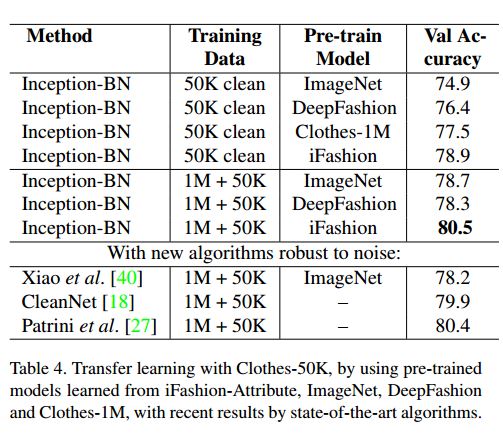 Method Training Data Pre-train Model Val Ac-curacy
Inception-BN 50K clean ImageNet 74.9
Inception-BN 50K clean DeepFashion 76.4
Inception-BN 50K clean Clothes-1M 77.5
Inception-BN 50K clean iFashion 78.9
Inception-BN 1M + 50K ImageNet 78.7
Inception-BN 1M + 50K DeepFashion 78.3
Inception-BN 1M + 50K iFashion 80.5
With new algorithms robust to noise:
Xiao et al. [40] 1M + 50K ImageNet 78.2
CleanNet [18] 1M + 50K – 79.9
Patrini et al. [27] 1M + 50K – 80.4
Table 4. Transfer learning with Clothes-50K, by using pre-trained
models learned from iFashion-Attribute, ImageNet, DeepFashion
and Clothes-1M, with recent results by state-of-the-art algorithms.